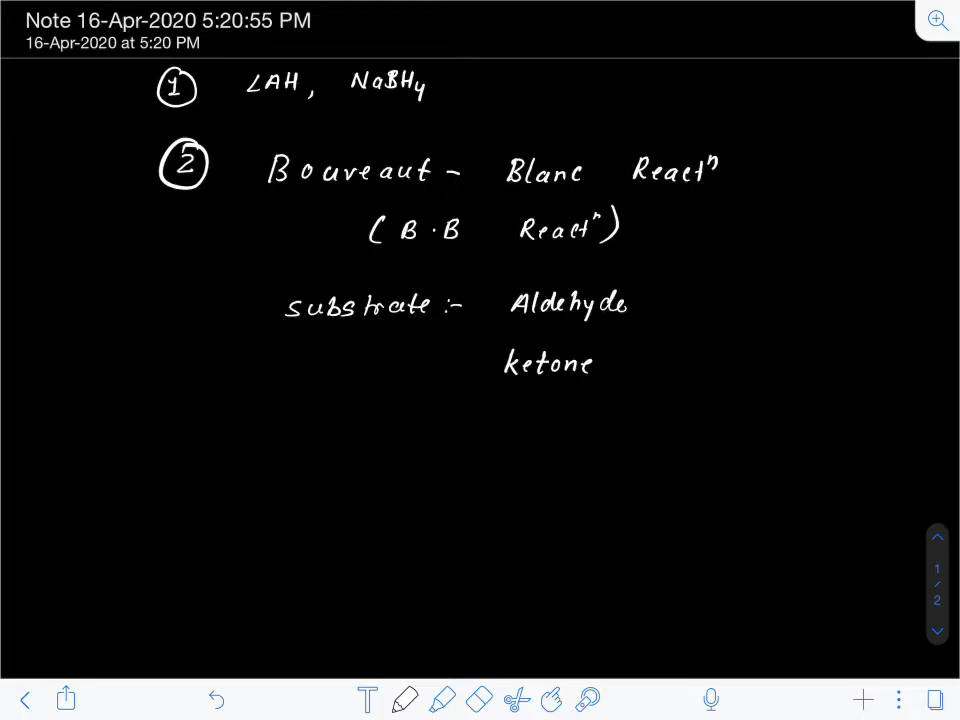 Note 16-Apr-2020 5:20:55 PM
16-Apr-2020 at 5:20 PM
1 LAH, NaBH4
2 Bouveaut - Blanc Reactⁿ
(B.B Reactⁿ)
substrate :- Aldehyde
ketone
1
/
2